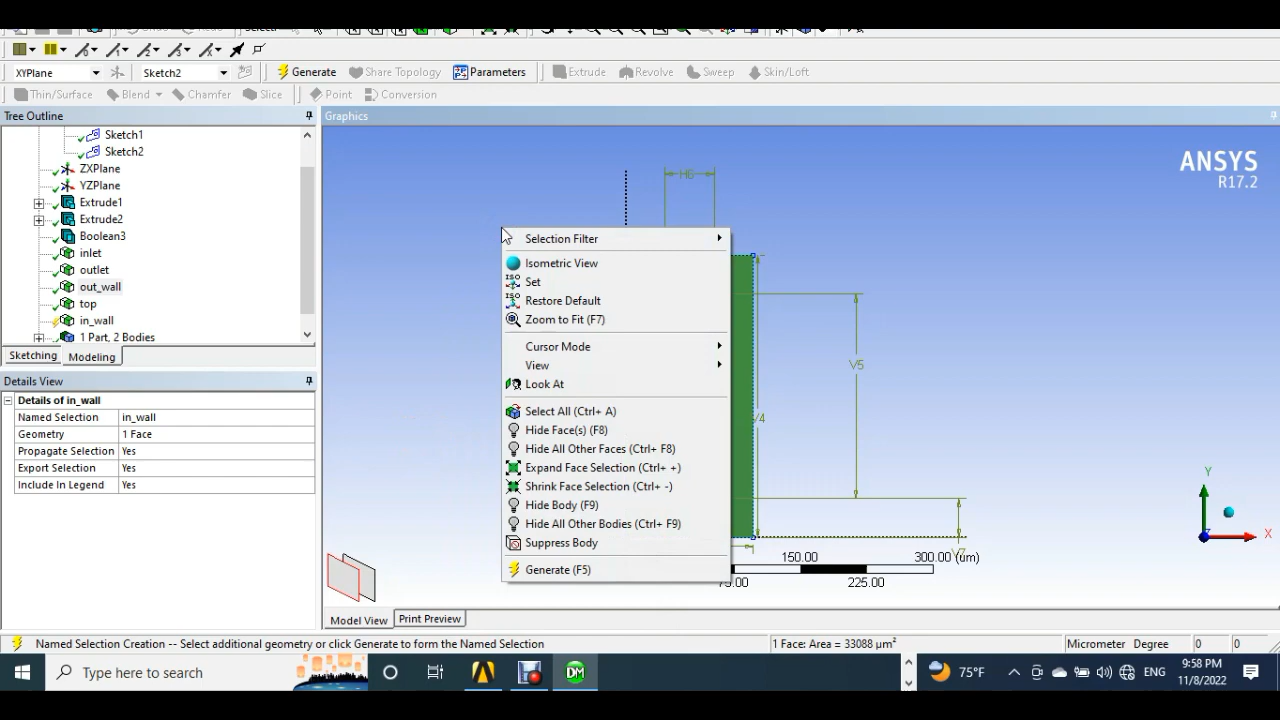 XYPlane Sketch2 Generate Share Topology Parameters Extrude Revolve Sweep Skin/Loft
Thin/Surface Blend Chamfer Slice Point Conversion
Tree Outline
Sketch1
Sketch2
ZXPlane
YZPlane
Extrude1
Extrude2
Boolean3
inlet
outlet
out_wall
top
in_wall
1 Part, 2 Bodies
Sketching Modeling
Details View
Details of in_wall
Named Selection in_wall
Geometry 1 Face
Propagate Selection Yes
Export Selection Yes
Include In Legend Yes
Graphics
ANSYS
R17.2
H6
Selection Filter
Isometric View
ISO Set
ISO Restore Default
Zoom to Fit (F7)
Cursor Mode
View
Look At
Select All (Ctrl+ A)
Hide Face(s) (F8)
Hide All Other Faces (Ctrl+ F8)
Expand Face Selection (Ctrl+ +)
Shrink Face Selection (Ctrl+ -)
Hide Body (F9)
Hide All Other Bodies (Ctrl+ F9)
Suppress Body
Generate (F5)
V5
Y
X
150.00 300.00 (um)
225.00
Model View Print Preview
Named Selection Creation -- Select additional geometry or click Generate to form the Named Selection 1 Face: Area = 33088 µm² Micrometer Degree 0 0
Type here to search
DM
75°F
ENG
9:58 PM
11/8/2022